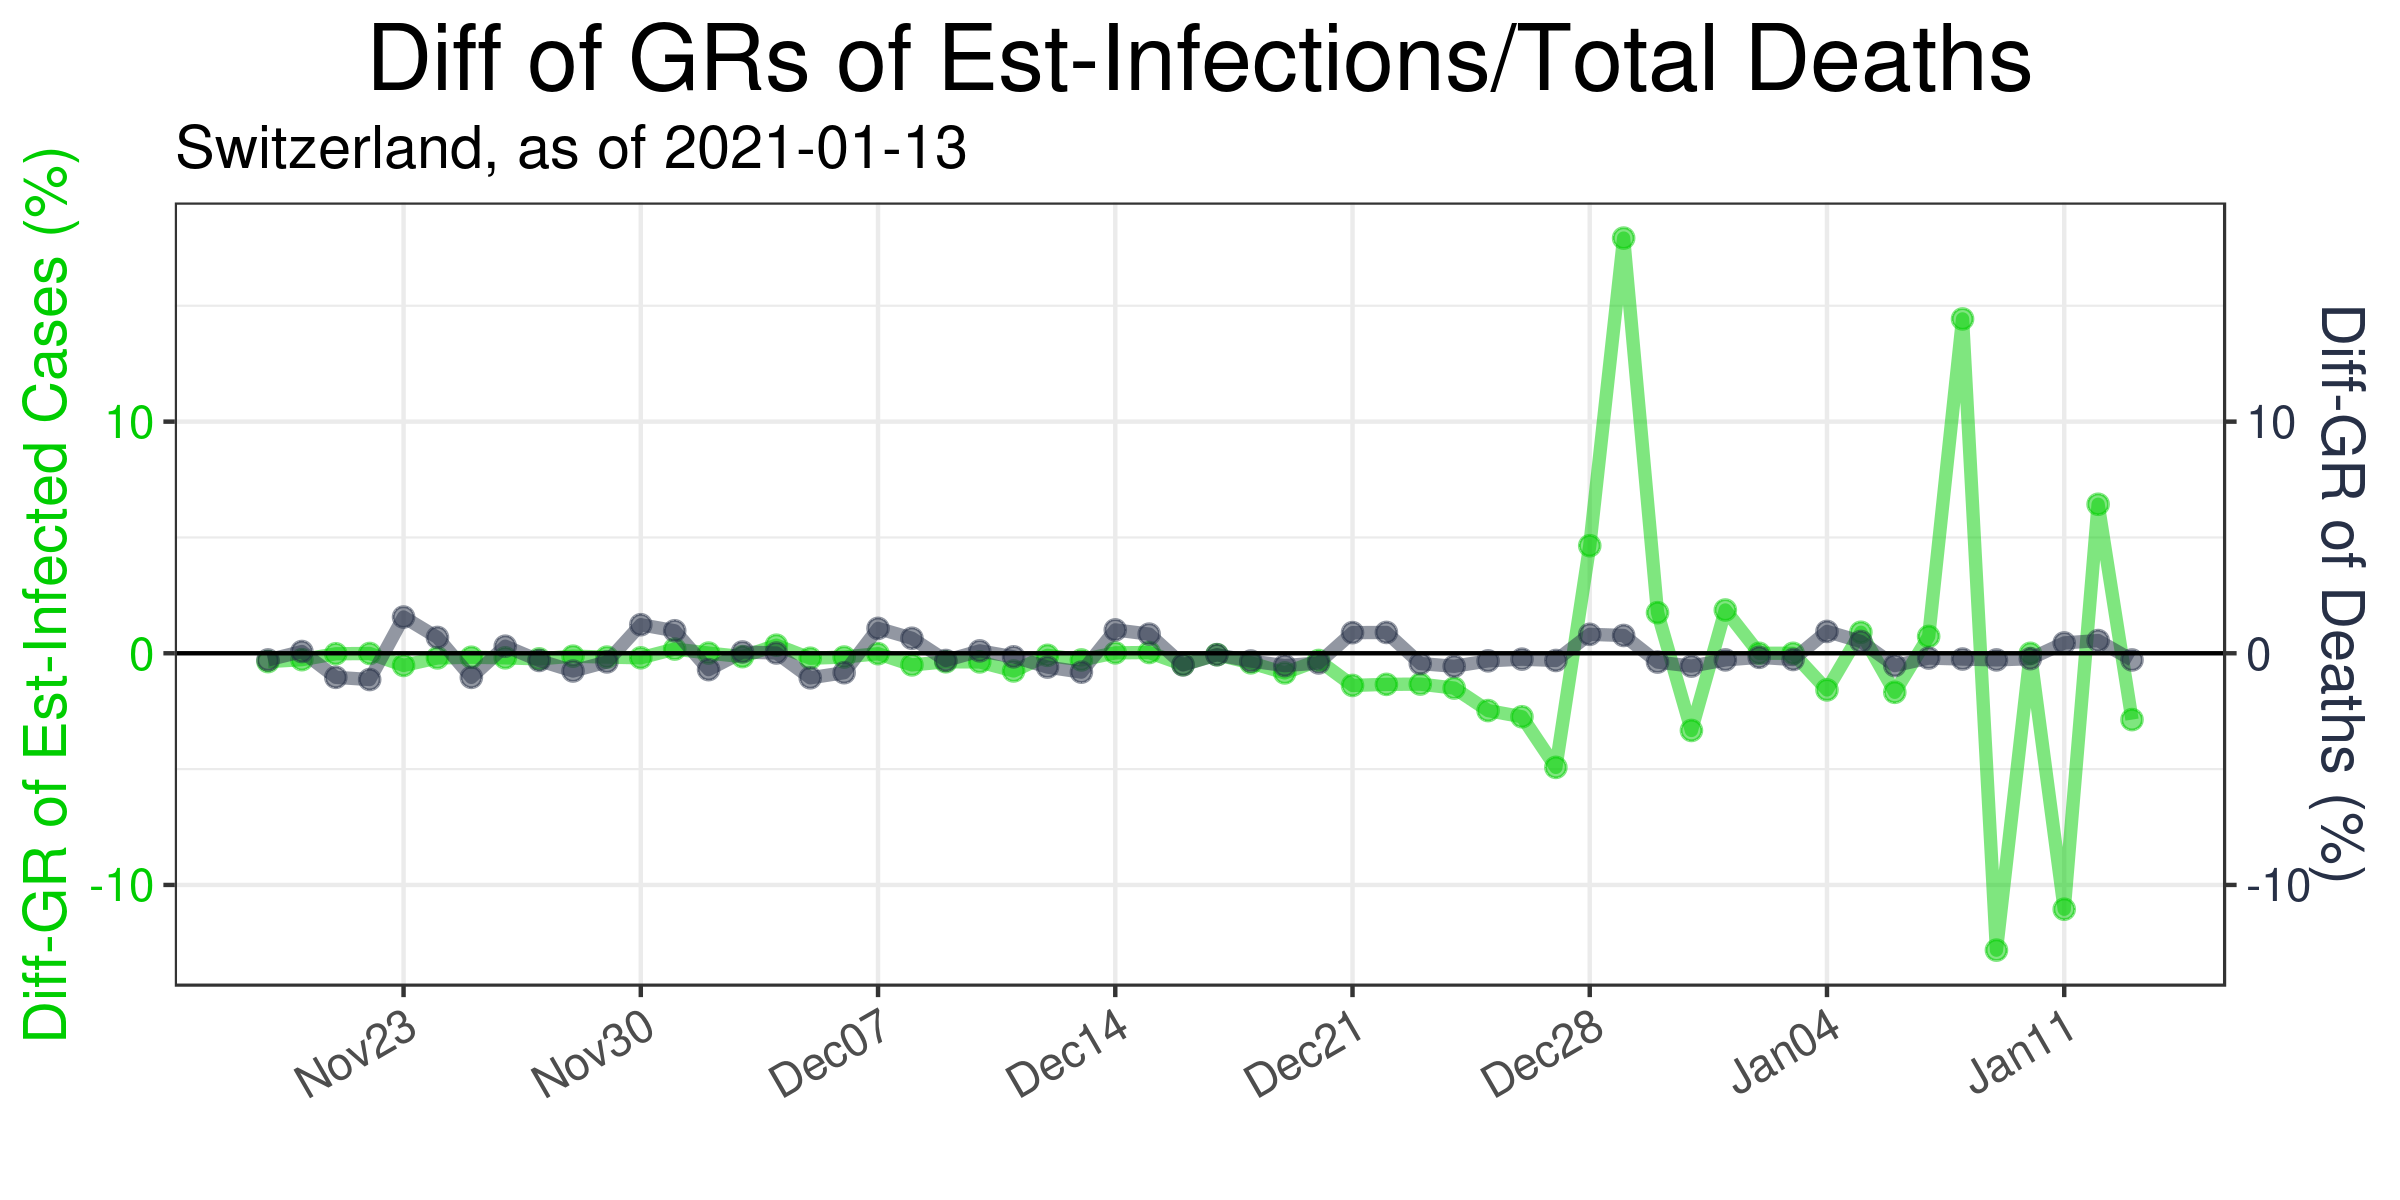 Diff of GRs of Est-Infections/Total Deaths
Switzerland, as of 2021-01-13
Diff-GR of Est-Infected Cases (%)
10
0
-10
10
0
-10
Diff-GR of Deaths (%)
Nov23
Nov30
Dec07
Dec14
Dec21
Dec28
Jan04
Jan11